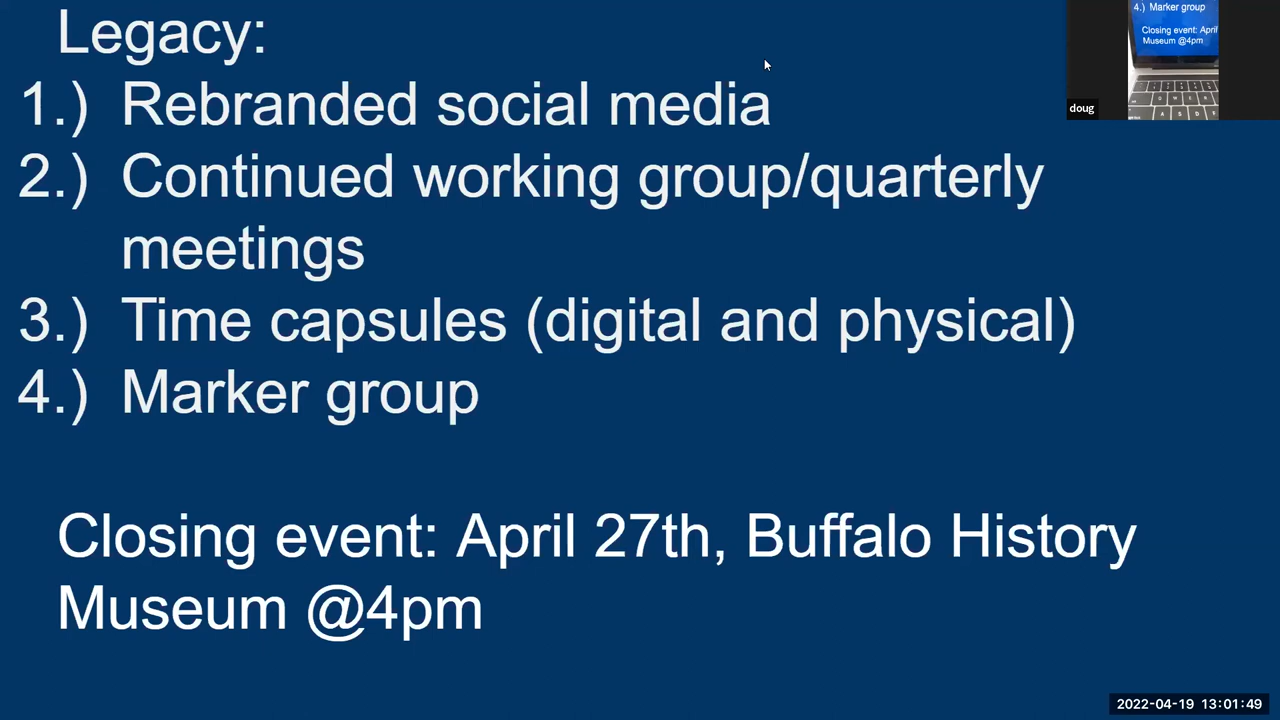 Legacy:
1.) Rebranded social media
2.) Continued working group/quarterly
meetings
3.) Time capsules (digital and physical)
4.) Marker group
Closing event: April 27th, Buffalo History
Museum @4pm
4.) Marker group
Closing event: April
Museum @4pm
doug
2022-04-19 13:01:49